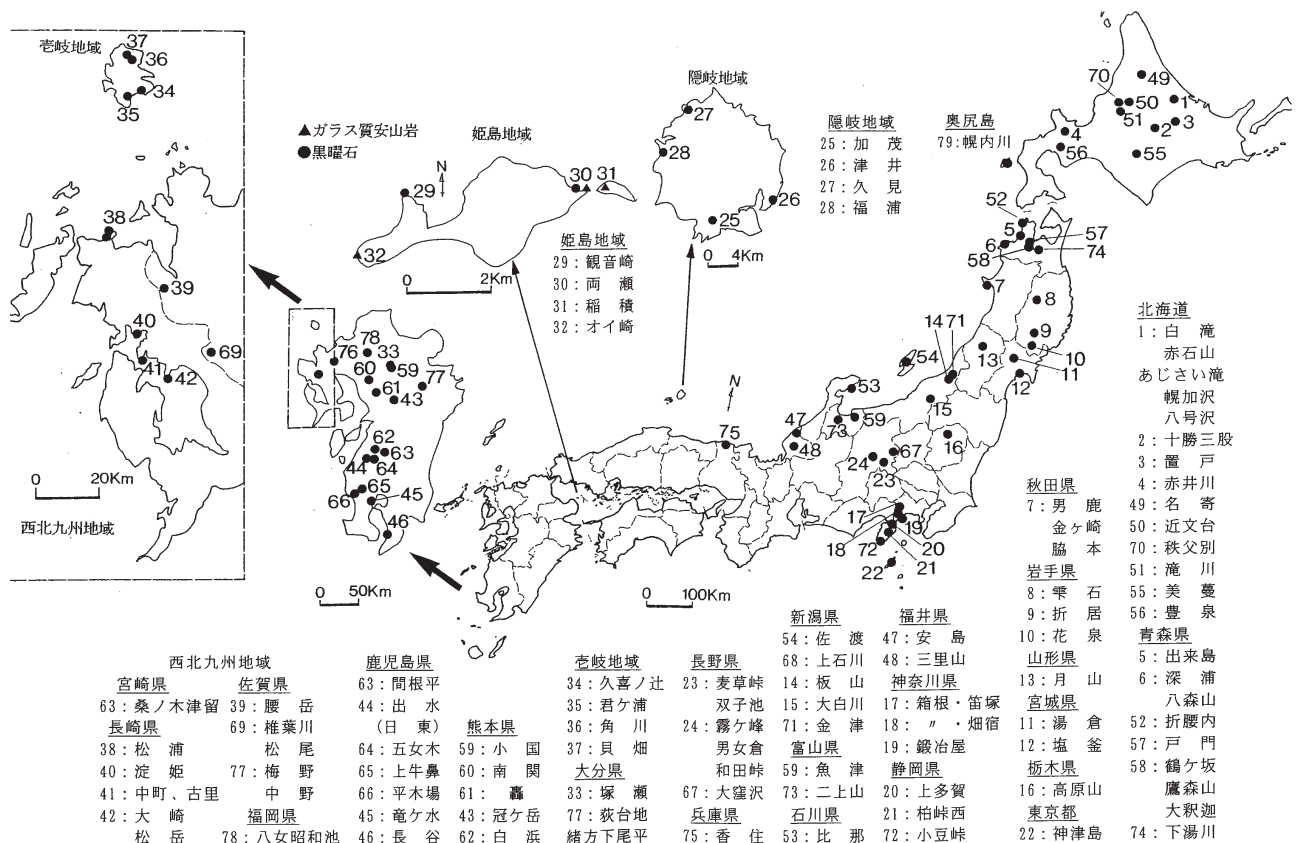 壱岐地域
37
36
34
35
38
39
40
41
42
69
0 20Km
西北九州地域
▲ガラス質安山岩
●黒曜石
姫島地域
N
29
30
31
32
0 2Km
姫島地域
29：観音崎
30：両瀬
31：稲積
32：オイ崎
隠岐地域
27
28
26
25
0 4Km
隠岐地域
25：加茂
26：津井
27：久見
28：福浦
奥尻島
79：幌内川
70
49
50
1
51
3
2
4
56
55
52
5
57
6
58
74
7
8
9
10
11
12
13
14
71
54
15
16
53
73
59
47
48
67
24
23
75
N
17
19
18
20
72
21
22
78
76
33
59
60
77
61
43
62
63
44
64
65
66
45
46
0 50Km
0 100Km
北海道
1：白滝
赤石山
あじさい滝
幌加沢
八号沢
2：十勝三股
3：置戸
4：赤井川
49：名寄
50：近文台
70：秩父別
51：滝川
55：美蔓
56：豊泉
青森県
5：出来島
6：深浦
八森山
52：折腰内
57：戸門
58：鶴ケ坂
鷹森山
大釈迦
74：下湯川
秋田県
7：男鹿
金ヶ崎
脇本
岩手県
8：雫石
9：折居
10：花泉
山形県
13：月山
宮城県
11：湯倉
12：塩釜
栃木県
16：高原山
東京都
22：神津島
新潟県
54：佐渡
68：上石川
14：板山
15：大白川
71：金津
富山県
59：魚津
73：二上山
石川県
53：比那
福井県
47：安島
48：三里山
神奈川県
17：箱根・笛塚
18：〃・畑宿
19：鍛冶屋
静岡県
20：上多賀
21：柏峠西
72：小豆峠
長野県
23：麦草峠
双子池
24：霧ケ峰
男女倉
和田峠
67：大窪沢
兵庫県
75：香住
壱岐地域
34：久喜ノ辻
35：君ケ浦
36：角川
37：貝畑
大分県
33：塚瀬
77：荻台地
緒方下尾平
熊本県
59：小国
60：南関
61：轟
43：冠ケ岳
62：白浜
鹿児島県
63：間根平
44：出水
(日東)
64：五女木
65：上牛鼻
66：平木場
45：竜ケ水
46：長谷
西北九州地域
宮崎県
63：桑ノ木津留
長崎県
38：松浦
40：淀姫
41：中町、古里
42：大崎
松岳
佐賀県
39：腰岳
69：椎葉川
松尾
77：梅野
中野
福岡県
78：八女昭和池